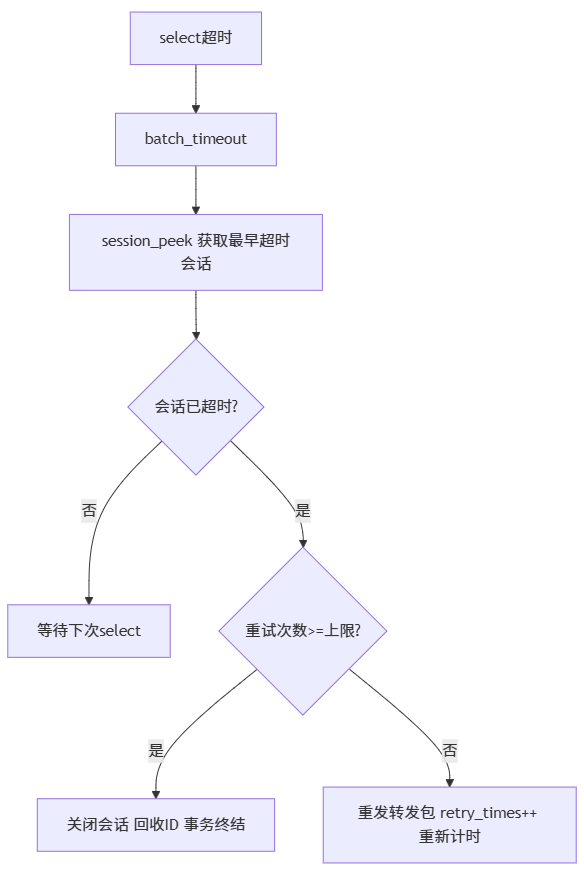 select超时
batch_timeout
session_peek 获取最早超时
会话
会话已超时?
否
是
等待下次select
重试次数>=上限?
是
否
关闭会话 回收ID 事务终结
重发转发包 retry_times++
重新计时